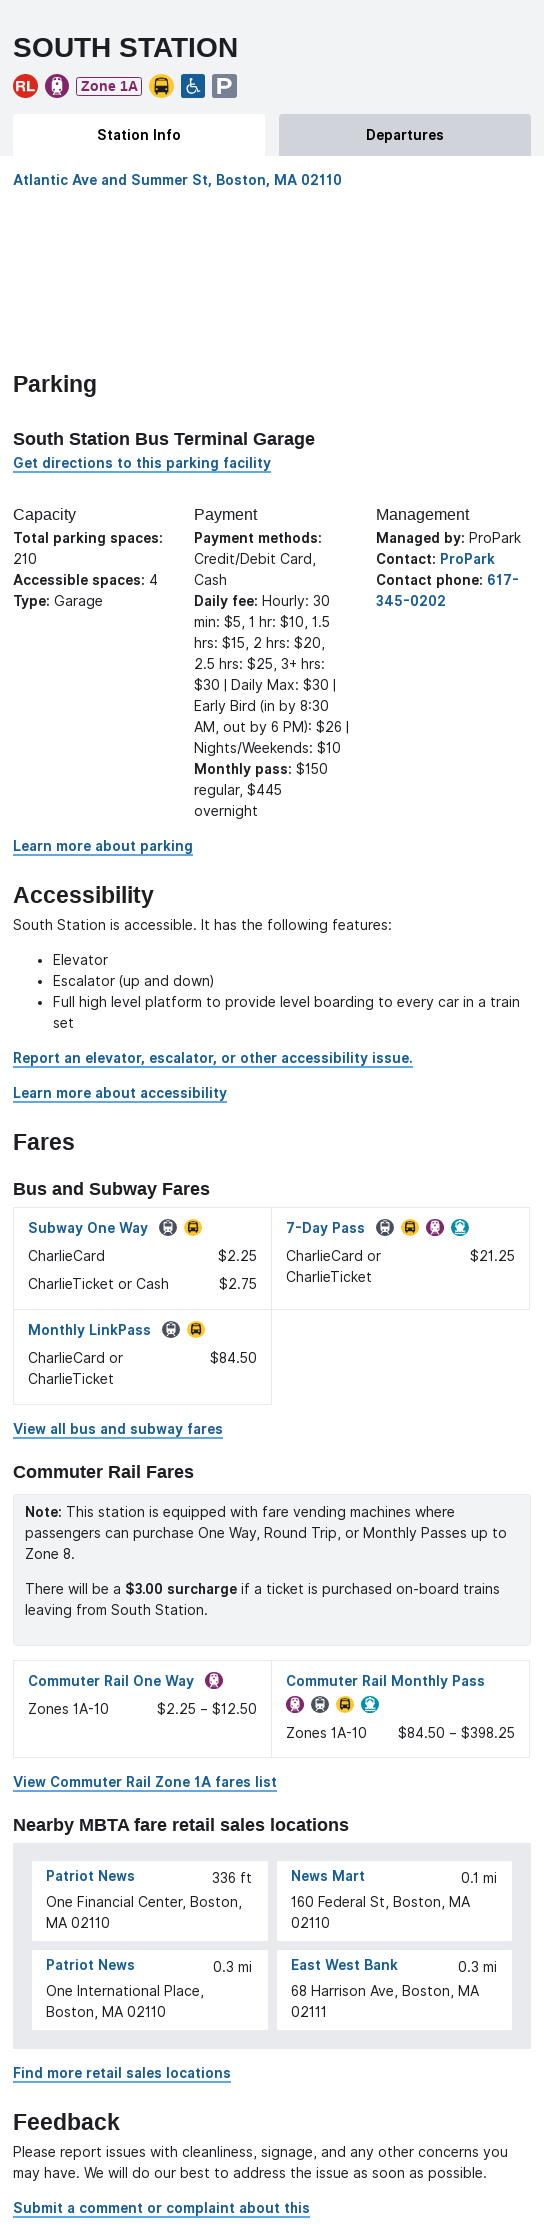 SOUTH STATION
RL Zone 1A P
Station Info Departures
Atlantic Ave and Summer St, Boston, MA 02110
Parking
South Station Bus Terminal Garage
Get directions to this parking facility
Capacity
Total parking spaces:
210
Accessible spaces: 4
Type: Garage
Payment
Payment methods:
Credit/Debit Card,
Cash
Daily fee: Hourly: 30
min: $5, 1 hr: $10, 1.5
hrs: $15, 2 hrs: $20,
2.5 hrs: $25, 3+ hrs:
$30 | Daily Max: $30 |
Early Bird (in by 8:30
AM, out by 6 PM): $26 |
Nights/Weekends: $10
Monthly pass: $150
regular, $445
overnight
Management
Managed by: ProPark
Contact: ProPark
Contact phone: 617-
345-0202
Learn more about parking
Accessibility
South Station is accessible. It has the following features:
• Elevator
• Escalator (up and down)
• Full high level platform to provide level boarding to every car in a train
set
Report an elevator, escalator, or other accessibility issue.
Learn more about accessibility
Fares
Bus and Subway Fares
Subway One Way
CharlieCard $2.25
CharlieTicket or Cash $2.75
7-Day Pass
CharlieCard or $21.25
CharlieTicket
Monthly LinkPass
CharlieCard or $84.50
CharlieTicket
View all bus and subway fares
Commuter Rail Fares
Note: This station is equipped with fare vending machines where
passengers can purchase One Way, Round Trip, or Monthly Passes up to
Zone 8.
There will be a $3.00 surcharge if a ticket is purchased on-board trains
leaving from South Station.
Commuter Rail One Way
Zones 1A-10 $2.25 – $12.50
Commuter Rail Monthly Pass
Zones 1A-10 $84.50 – $398.25
View Commuter Rail Zone 1A fares list
Nearby MBTA fare retail sales locations
Patriot News 336 ft
One Financial Center, Boston,
MA 02110
News Mart 0.1 mi
160 Federal St, Boston, MA
02110
Patriot News 0.3 mi
One International Place,
Boston, MA 02110
East West Bank 0.3 mi
68 Harrison Ave, Boston, MA
02111
Find more retail sales locations
Feedback
Please report issues with cleanliness, signage, and any other concerns you
may have. We will do our best to address the issue as soon as possible.
Submit a comment or complaint about this